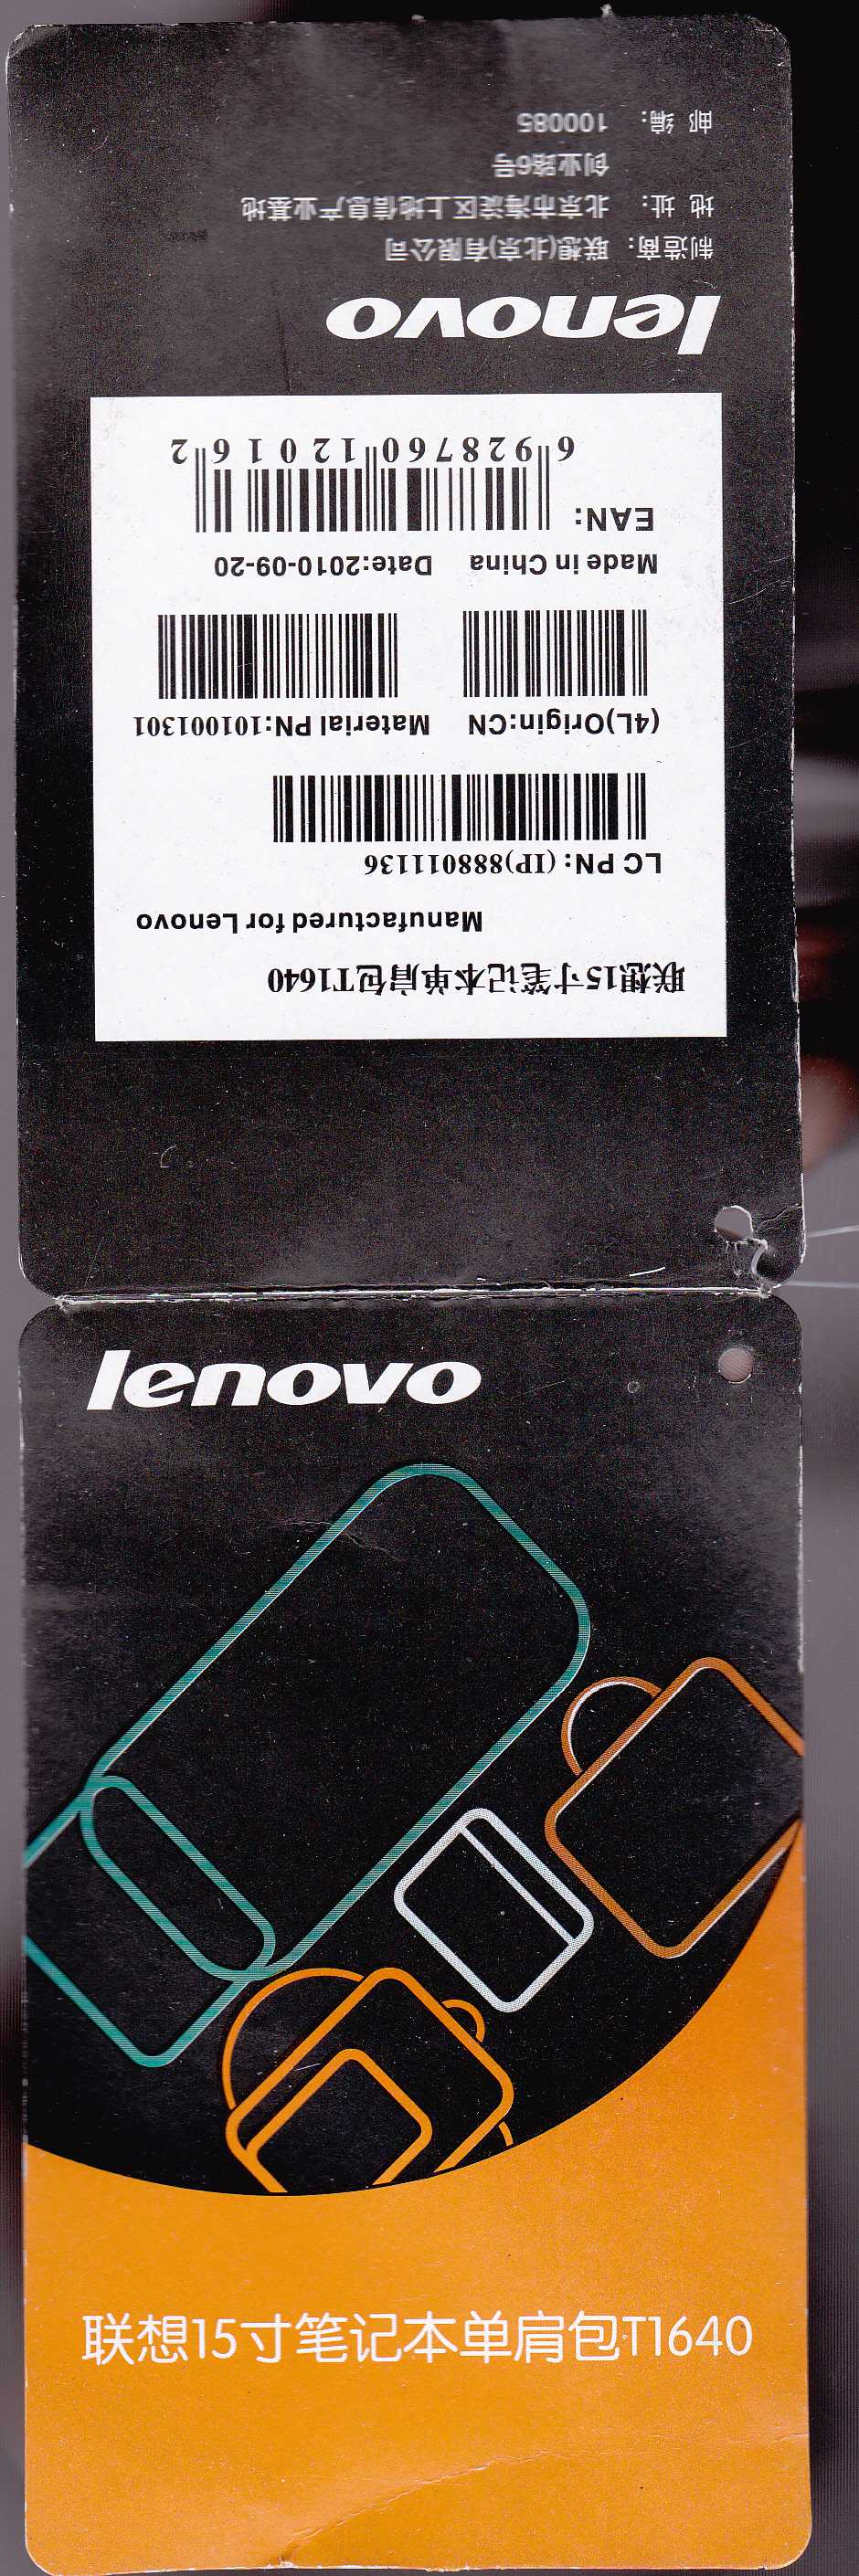 联想15寸笔记本单肩包T1640
Manufactured for Lenovo
LC PN: (IP)888011136
(4L)Origin:CN Material PN:101001301
Made in China Date:2010-09-20
EAN:
6 928760 120162
lenovo
制造商: 联想(北京)有限公司
地 址: 北京市海淀区上地信息产业基地
创业路6号
邮 编: 100085
lenovo
联想15寸笔记本单肩包T1640